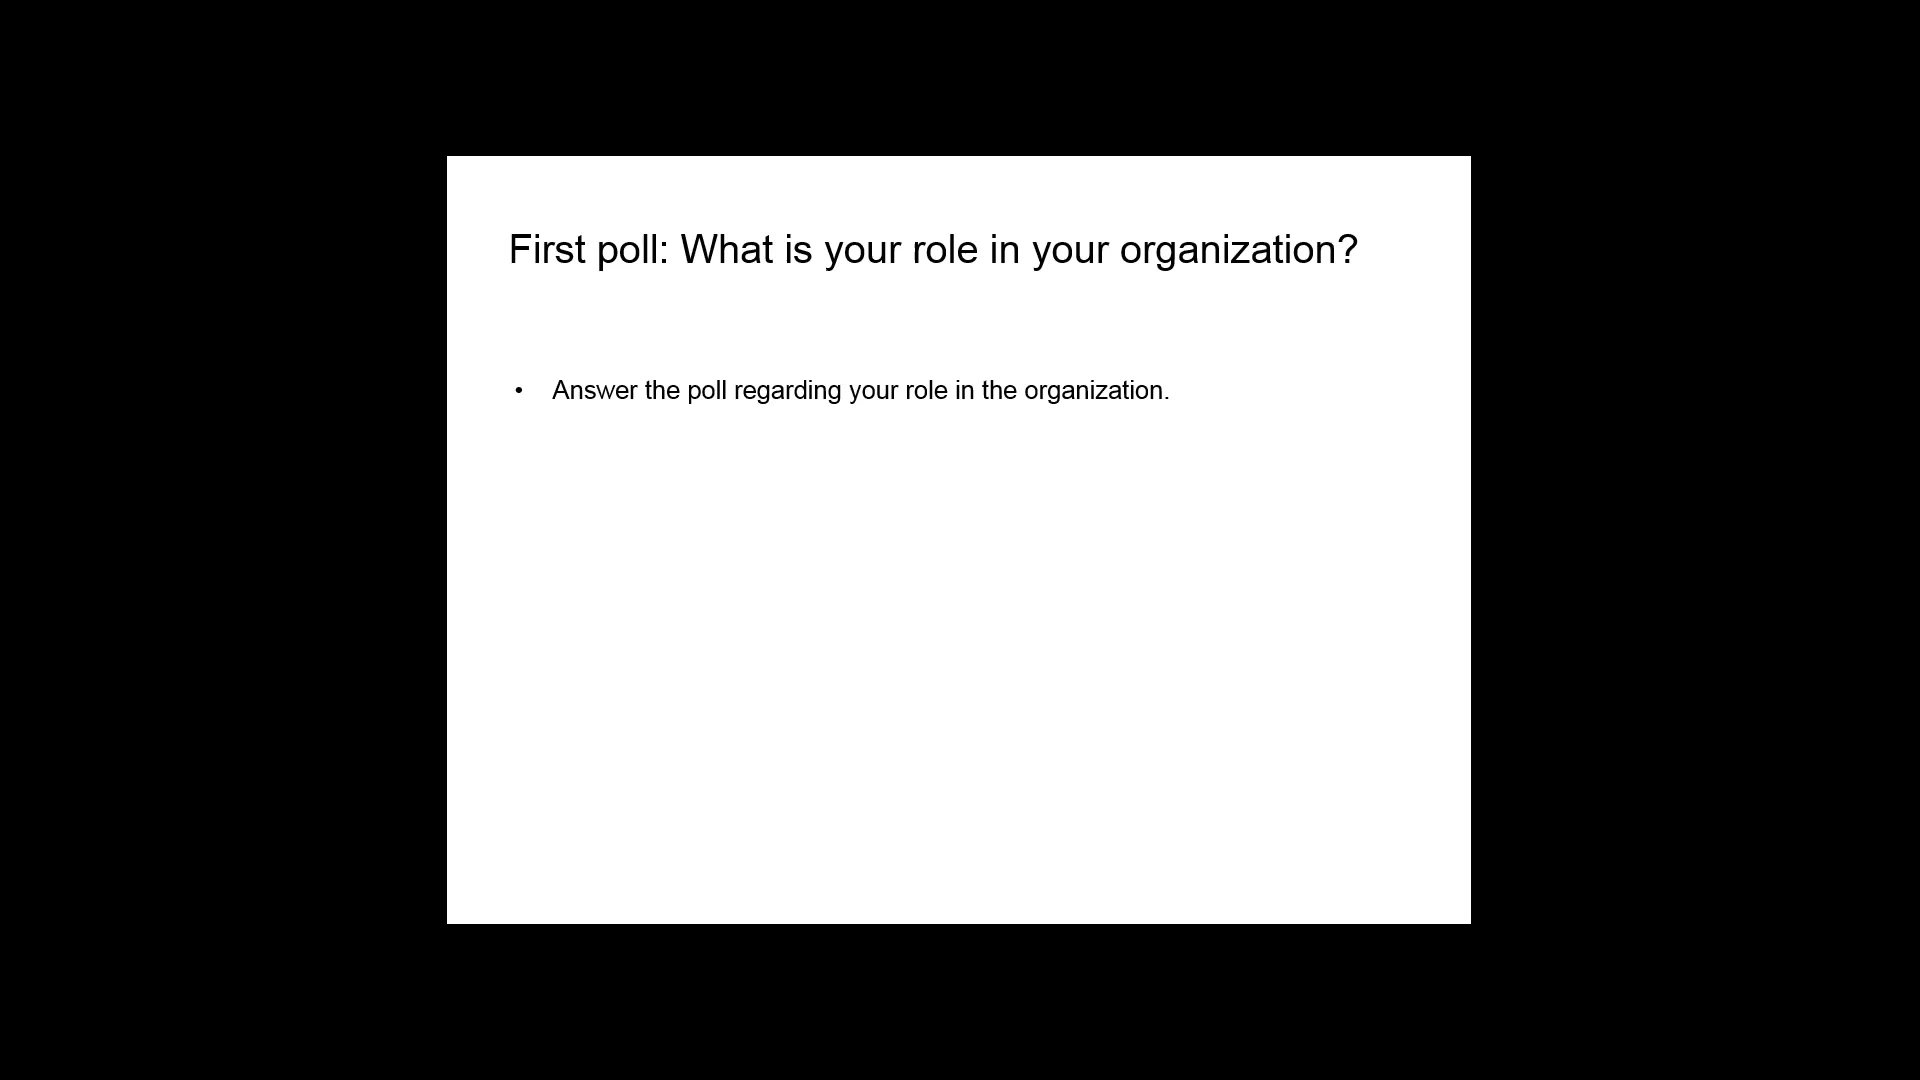 First poll: What is your role in your organization?
• Answer the poll regarding your role in the organization.